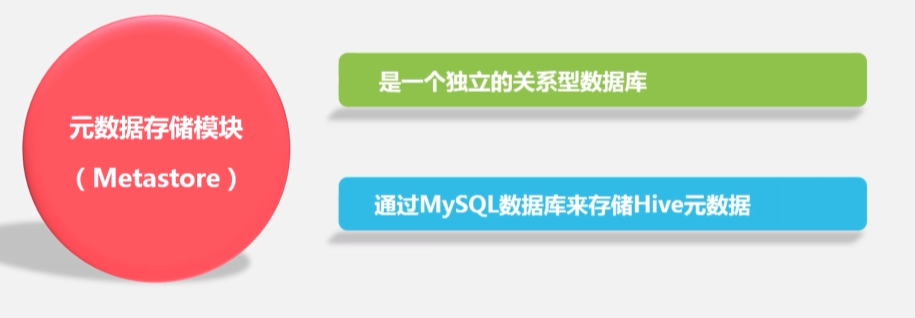 元数据存储模块
（Metastore）
是一个独立的关系型数据库
通过MySQL数据库来存储Hive元数据